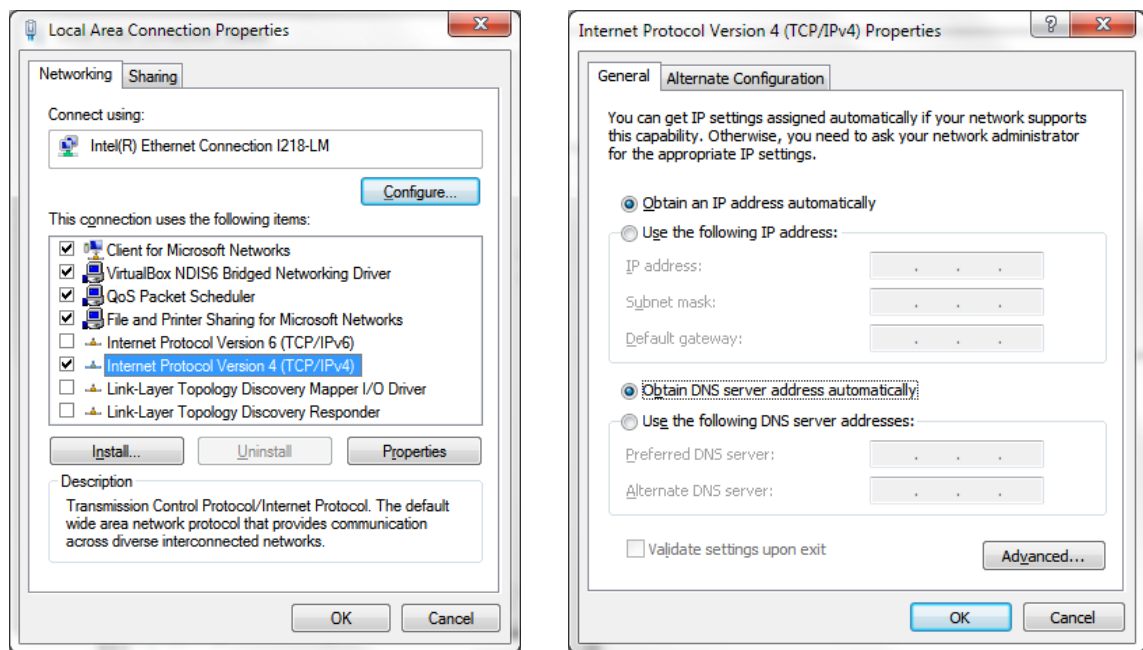 Local Area Connection Properties
Networking
Sharing
Connect using:
Intel(R) Ethernet Connection I218-LM
Configure...
This connection uses the following items:
Client for Microsoft Networks
VirtualBox NDIS6 Bridged Networking Driver
QoS Packet Scheduler
File and Printer Sharing for Microsoft Networks
Internet Protocol Version 6 (TCP/IPv6)
Internet Protocol Version 4 (TCP/IPv4)
Link-Layer Topology Discovery Mapper I/O Driver
Link-Layer Topology Discovery Responder
Install...
Uninstall
Properties
Description
Transmission Control Protocol/Internet Protocol. The default
wide area network protocol that provides communication
across diverse interconnected networks.
OK
Cancel
Internet Protocol Version 4 (TCP/IPv4) Properties
General
Alternate Configuration
You can get IP settings assigned automatically if your network supports
this capability. Otherwise, you need to ask your network administrator
for the appropriate IP settings.
Obtain an IP address automatically
Use the following IP address:
IP address:
Subnet mask:
Default gateway:
Obtain DNS server address automatically
Use the following DNS server addresses:
Preferred DNS server:
Alternate DNS server:
Validate settings upon exit
Advanced...
OK
Cancel